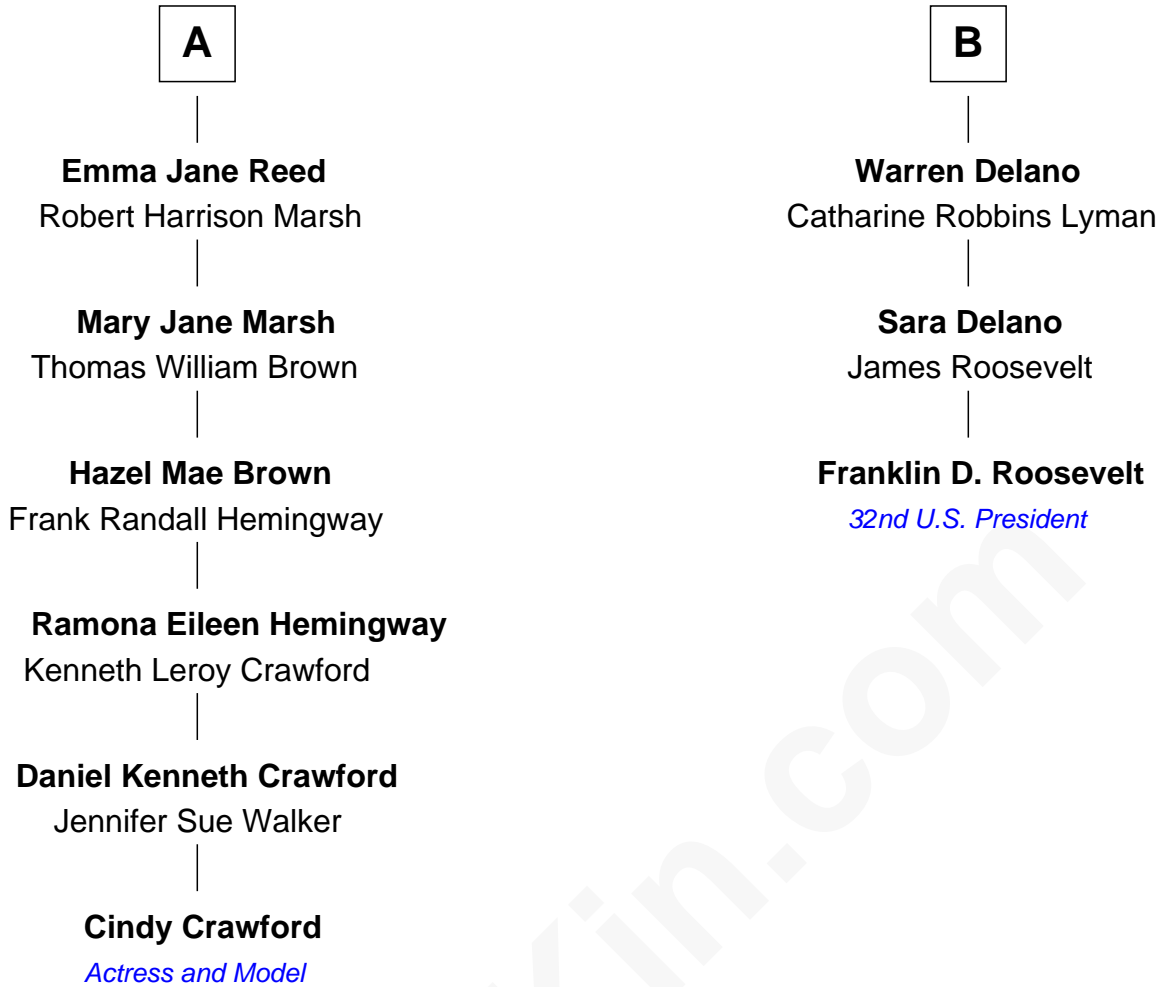 A
Emma Jane Reed
Robert Harrison Marsh
Mary Jane Marsh
Thomas William Brown
Hazel Mae Brown
Frank Randall Hemingway
Ramona Eileen Hemingway
Kenneth Leroy Crawford
Daniel Kenneth Crawford
Jennifer Sue Walker
Cindy Crawford
Actress and Model
B
Warren Delano
Catharine Robbins Lyman
Sara Delano
James Roosevelt
Franklin D. Roosevelt
32nd U.S. President